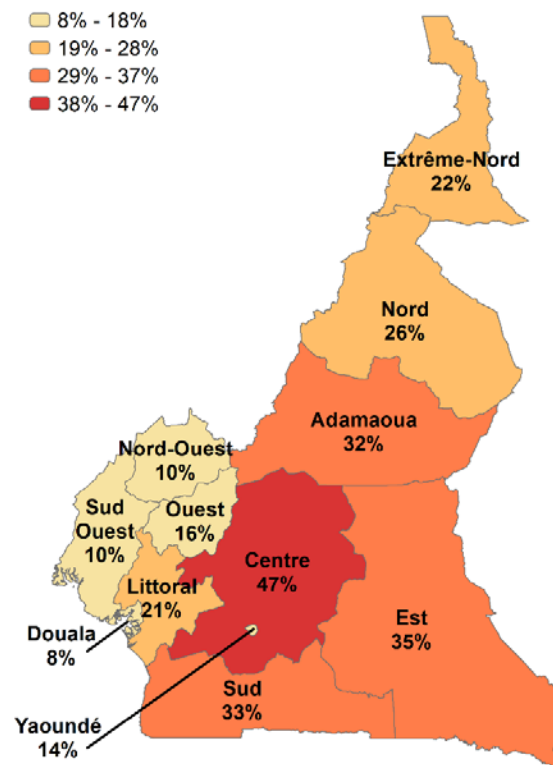 8% - 18%
19% - 28%
29% - 37%
38% - 47%
Extrême-Nord
22%
Nord
26%
Adamaoua
32%
Nord-Ouest
10%
Ouest
16%
Sud
Ouest
10%
Centre
47%
Littoral
21%
Est
35%
Douala
8%
Sud
33%
Yaoundé
14%